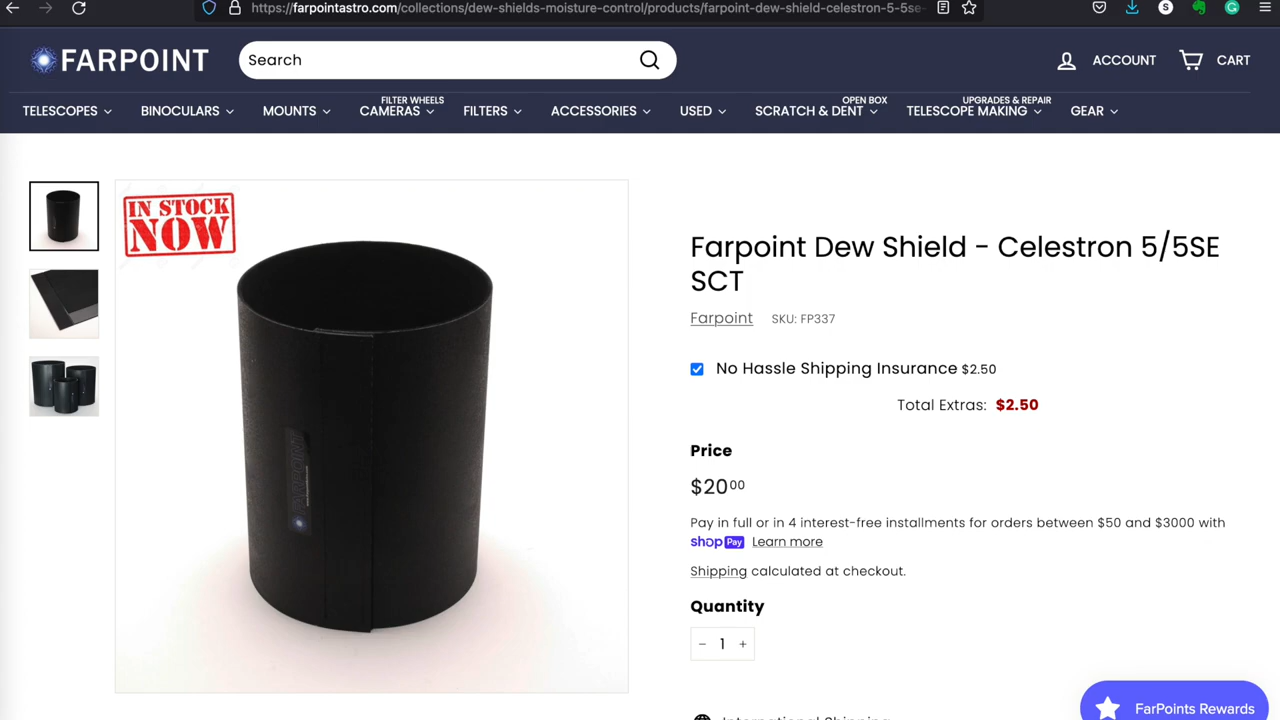 https://farpointastro.com/collections/dew-shields-moisture-control/products/farpoint-dew-shield-celestron-5-5se-
FARPOINT
Search
ACCOUNT
CART
FILTER WHEELS
OPEN BOX
UPGRADES & REPAIR
TELESCOPES
BINOCULARS
MOUNTS
CAMERAS
FILTERS
ACCESSORIES
USED
SCRATCH & DENT
TELESCOPE MAKING
GEAR
IN STOCK
NOW
FARPOINT
Farpoint Dew Shield - Celestron 5/5SE
SCT
Farpoint
SKU: FP337
No Hassle Shipping Insurance $2.50
Total Extras: $2.50
Price
$20 00
Pay in full or in 4 interest-free installments for orders between $50 and $3000 with
shop Pay Learn more
Shipping calculated at checkout.
Quantity
− 1 +
International Shipping
FarPoints Rewards